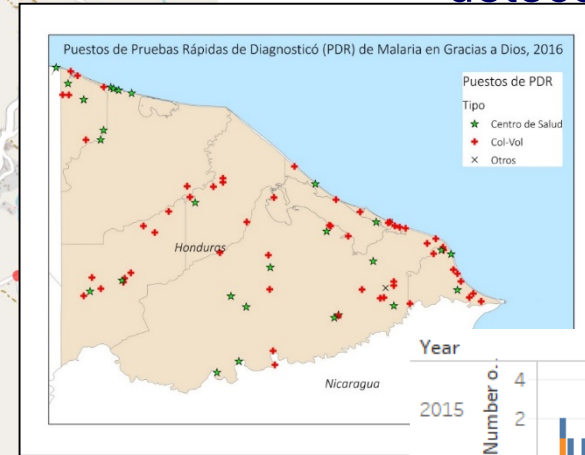 Puestos de Pruebas Rápidas de Diagnosticó (PDR) de Malaria en Gracias a Dios, 2016
Puestos de PDR
Tipo
Centro de Salud
Col-Vol
Otros
Honduras
Nicaragua
Year
2015
Number o..
4
2